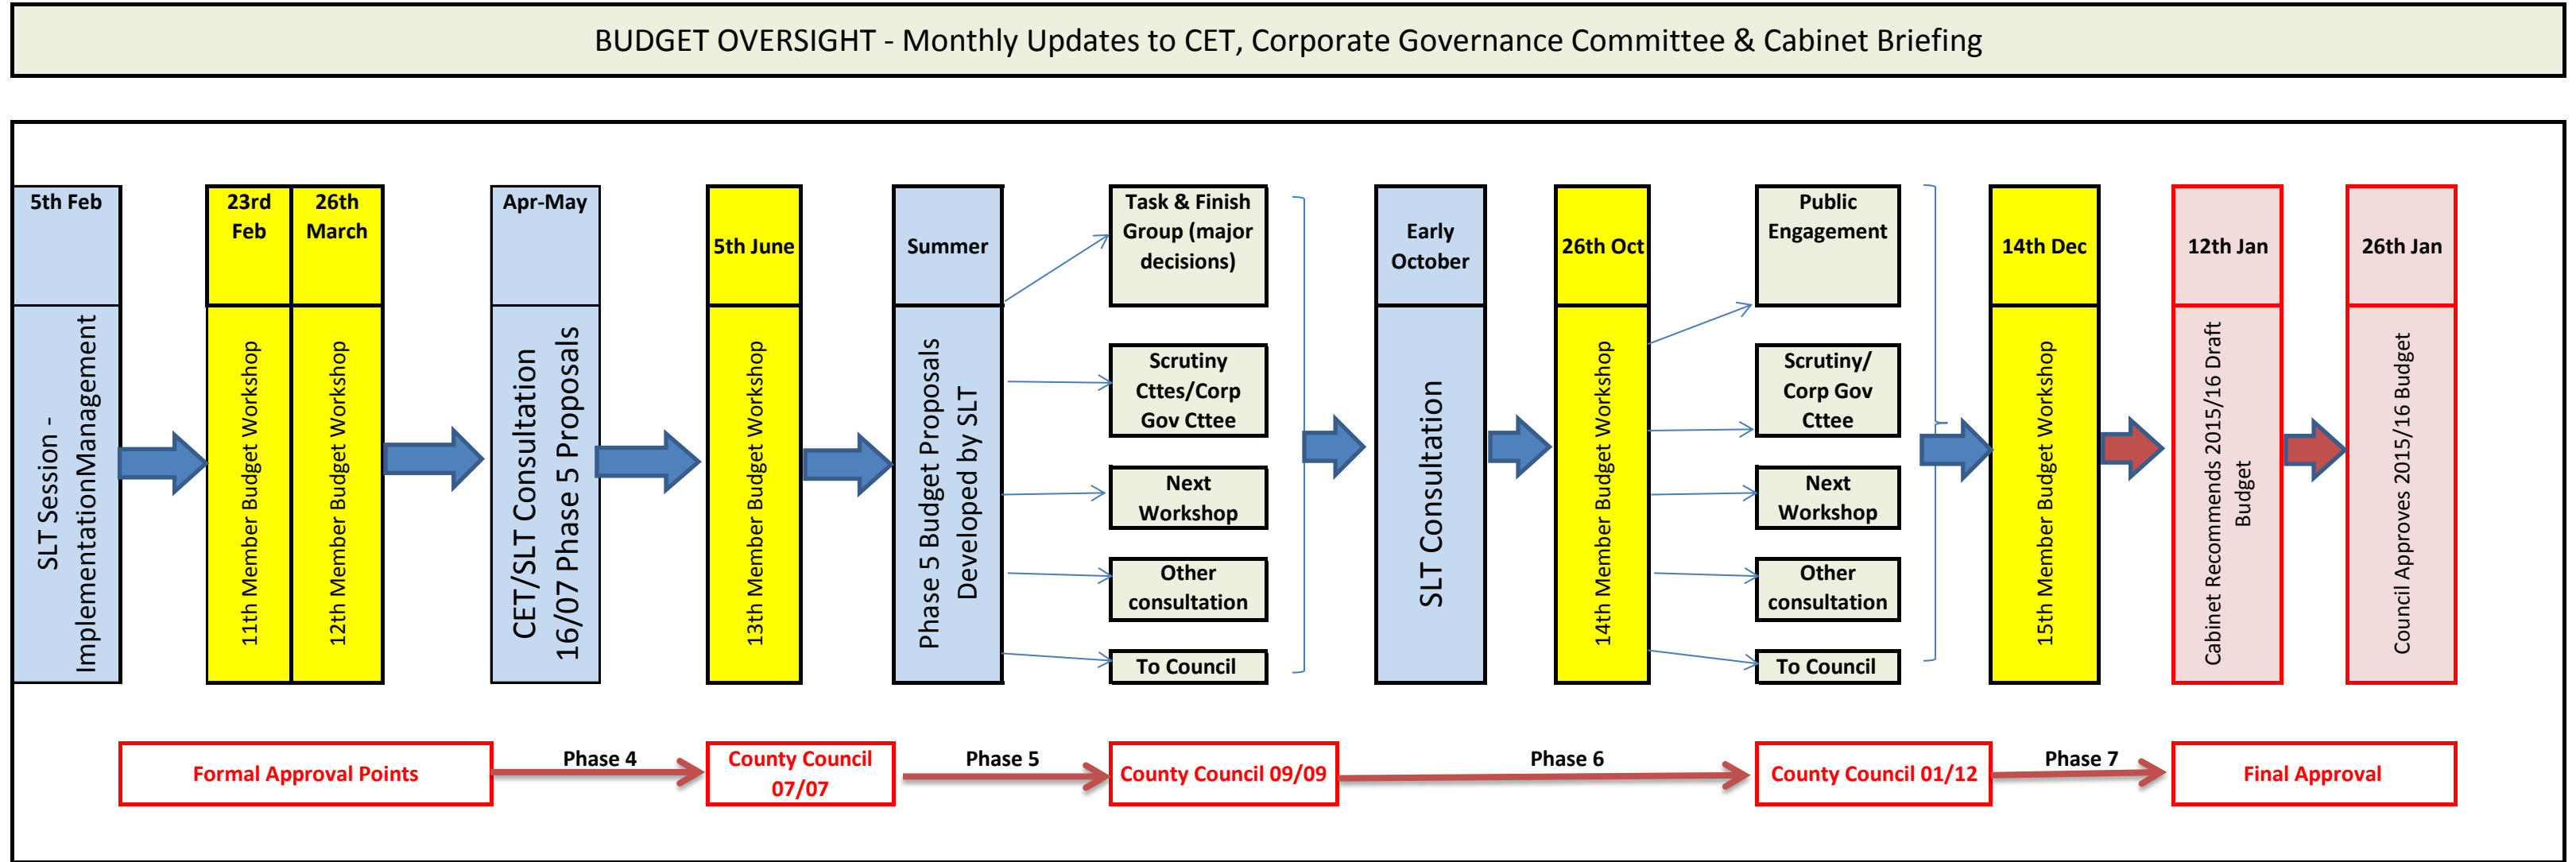 BUDGET OVERSIGHT - Monthly Updates to CET, Corporate Governance Committee & Cabinet Briefing
5th Feb
SLT Session -
ImplementationManagement
23rd
Feb
11th Member Budget Workshop
26th
March
12th Member Budget Workshop
Apr-May
CET/SLT Consultation
16/07 Phase 5 Proposals
5th June
13th Member Budget Workshop
Summer
Phase 5 Budget Proposals
Developed by SLT
Task & Finish
Group (major
decisions)
Scrutiny
Cttes/Corp
Gov Cttee
Next
Workshop
Other
consultation
To Council
Early
October
SLT Consultation
26th Oct
14th Member Budget Workshop
Public
Engagement
Scrutiny/
Corp Gov
Cttee
Next
Workshop
Other
consultation
To Council
14th Dec
15th Member Budget Workshop
12th Jan
Cabinet Recommends 2015/16 Draft
Budget
26th Jan
Council Approves 2015/16 Budget
Formal Approval Points
Phase 4
County Council
07/07
Phase 5
County Council 09/09
Phase 6
County Council 01/12
Phase 7
Final Approval